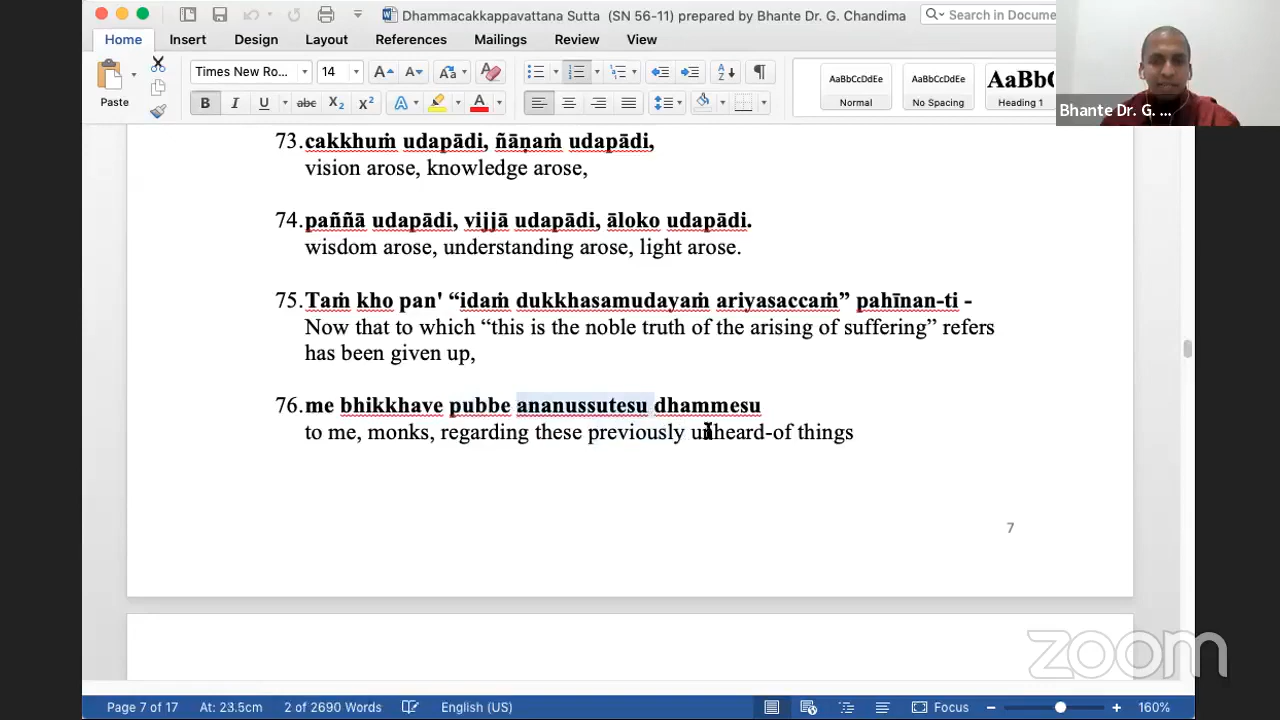 Dhammacakkappavattana Sutta (SN 56-11) prepared by Bhante Dr. G. Chandima
Search in Docume
Home Insert Design Layout References Mailings Review View
Paste
Times New Ro... 14
AaBbCcDdEe AaBbCcDdEe AaBbC
Normal No Spacing Heading 1
Bhante Dr. G. ...
73. cakkhuṁ udapādi, ñāṇaṁ udapādi,
vision arose, knowledge arose,
74. paññā udapādi, vijjā udapādi, āloko udapādi.
wisdom arose, understanding arose, light arose.
75. Taṁ kho pan' “idaṁ dukkhasamudayaṁ ariyasaccaṁ” pahīnan-ti -
Now that to which “this is the noble truth of the arising of suffering” refers
has been given up,
76. me bhikkhave pubbe ananussutesu dhammesu
to me, monks, regarding these previously unheard-of things
7
zoom
Page 7 of 17 At: 23.5cm 2 of 2690 Words English (US) Focus 160%